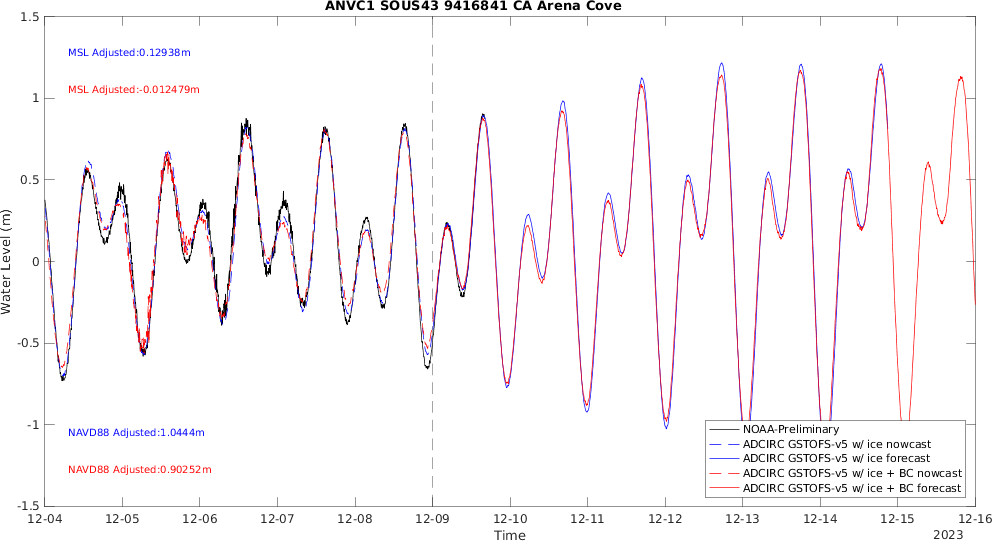 ANVC1 SOUS43 9416841 CA Arena Cove
1.5
1
0.5
0
-0.5
-1
-1.5
Water Level (m)
MSL Adjusted:0.12938m
MSL Adjusted:-0.012479m
NAVD88 Adjusted:1.0444m
NAVD88 Adjusted:0.90252m
NOAA-Preliminary
ADCIRC GSTOFS-v5 w/ ice nowcast
ADCIRC GSTOFS-v5 w/ ice forecast
ADCIRC GSTOFS-v5 w/ ice + BC nowcast
ADCIRC GSTOFS-v5 w/ ice + BC forecast
12-04 12-05 12-06 12-07 12-08 12-09 12-10 12-11 12-12 12-13 12-14 12-15 12-16
Time
2023